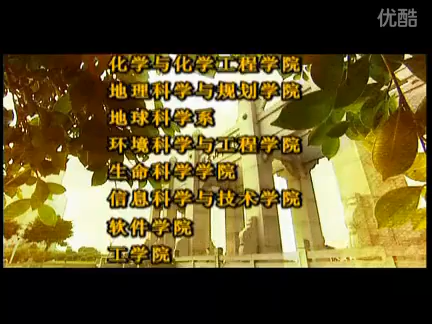 优酷
化学与化学工程学院
地理科学与规划学院
地球科学系
环境科学与工程学院
生命科学学院
信息科学与技术学院
软件学院
工学院